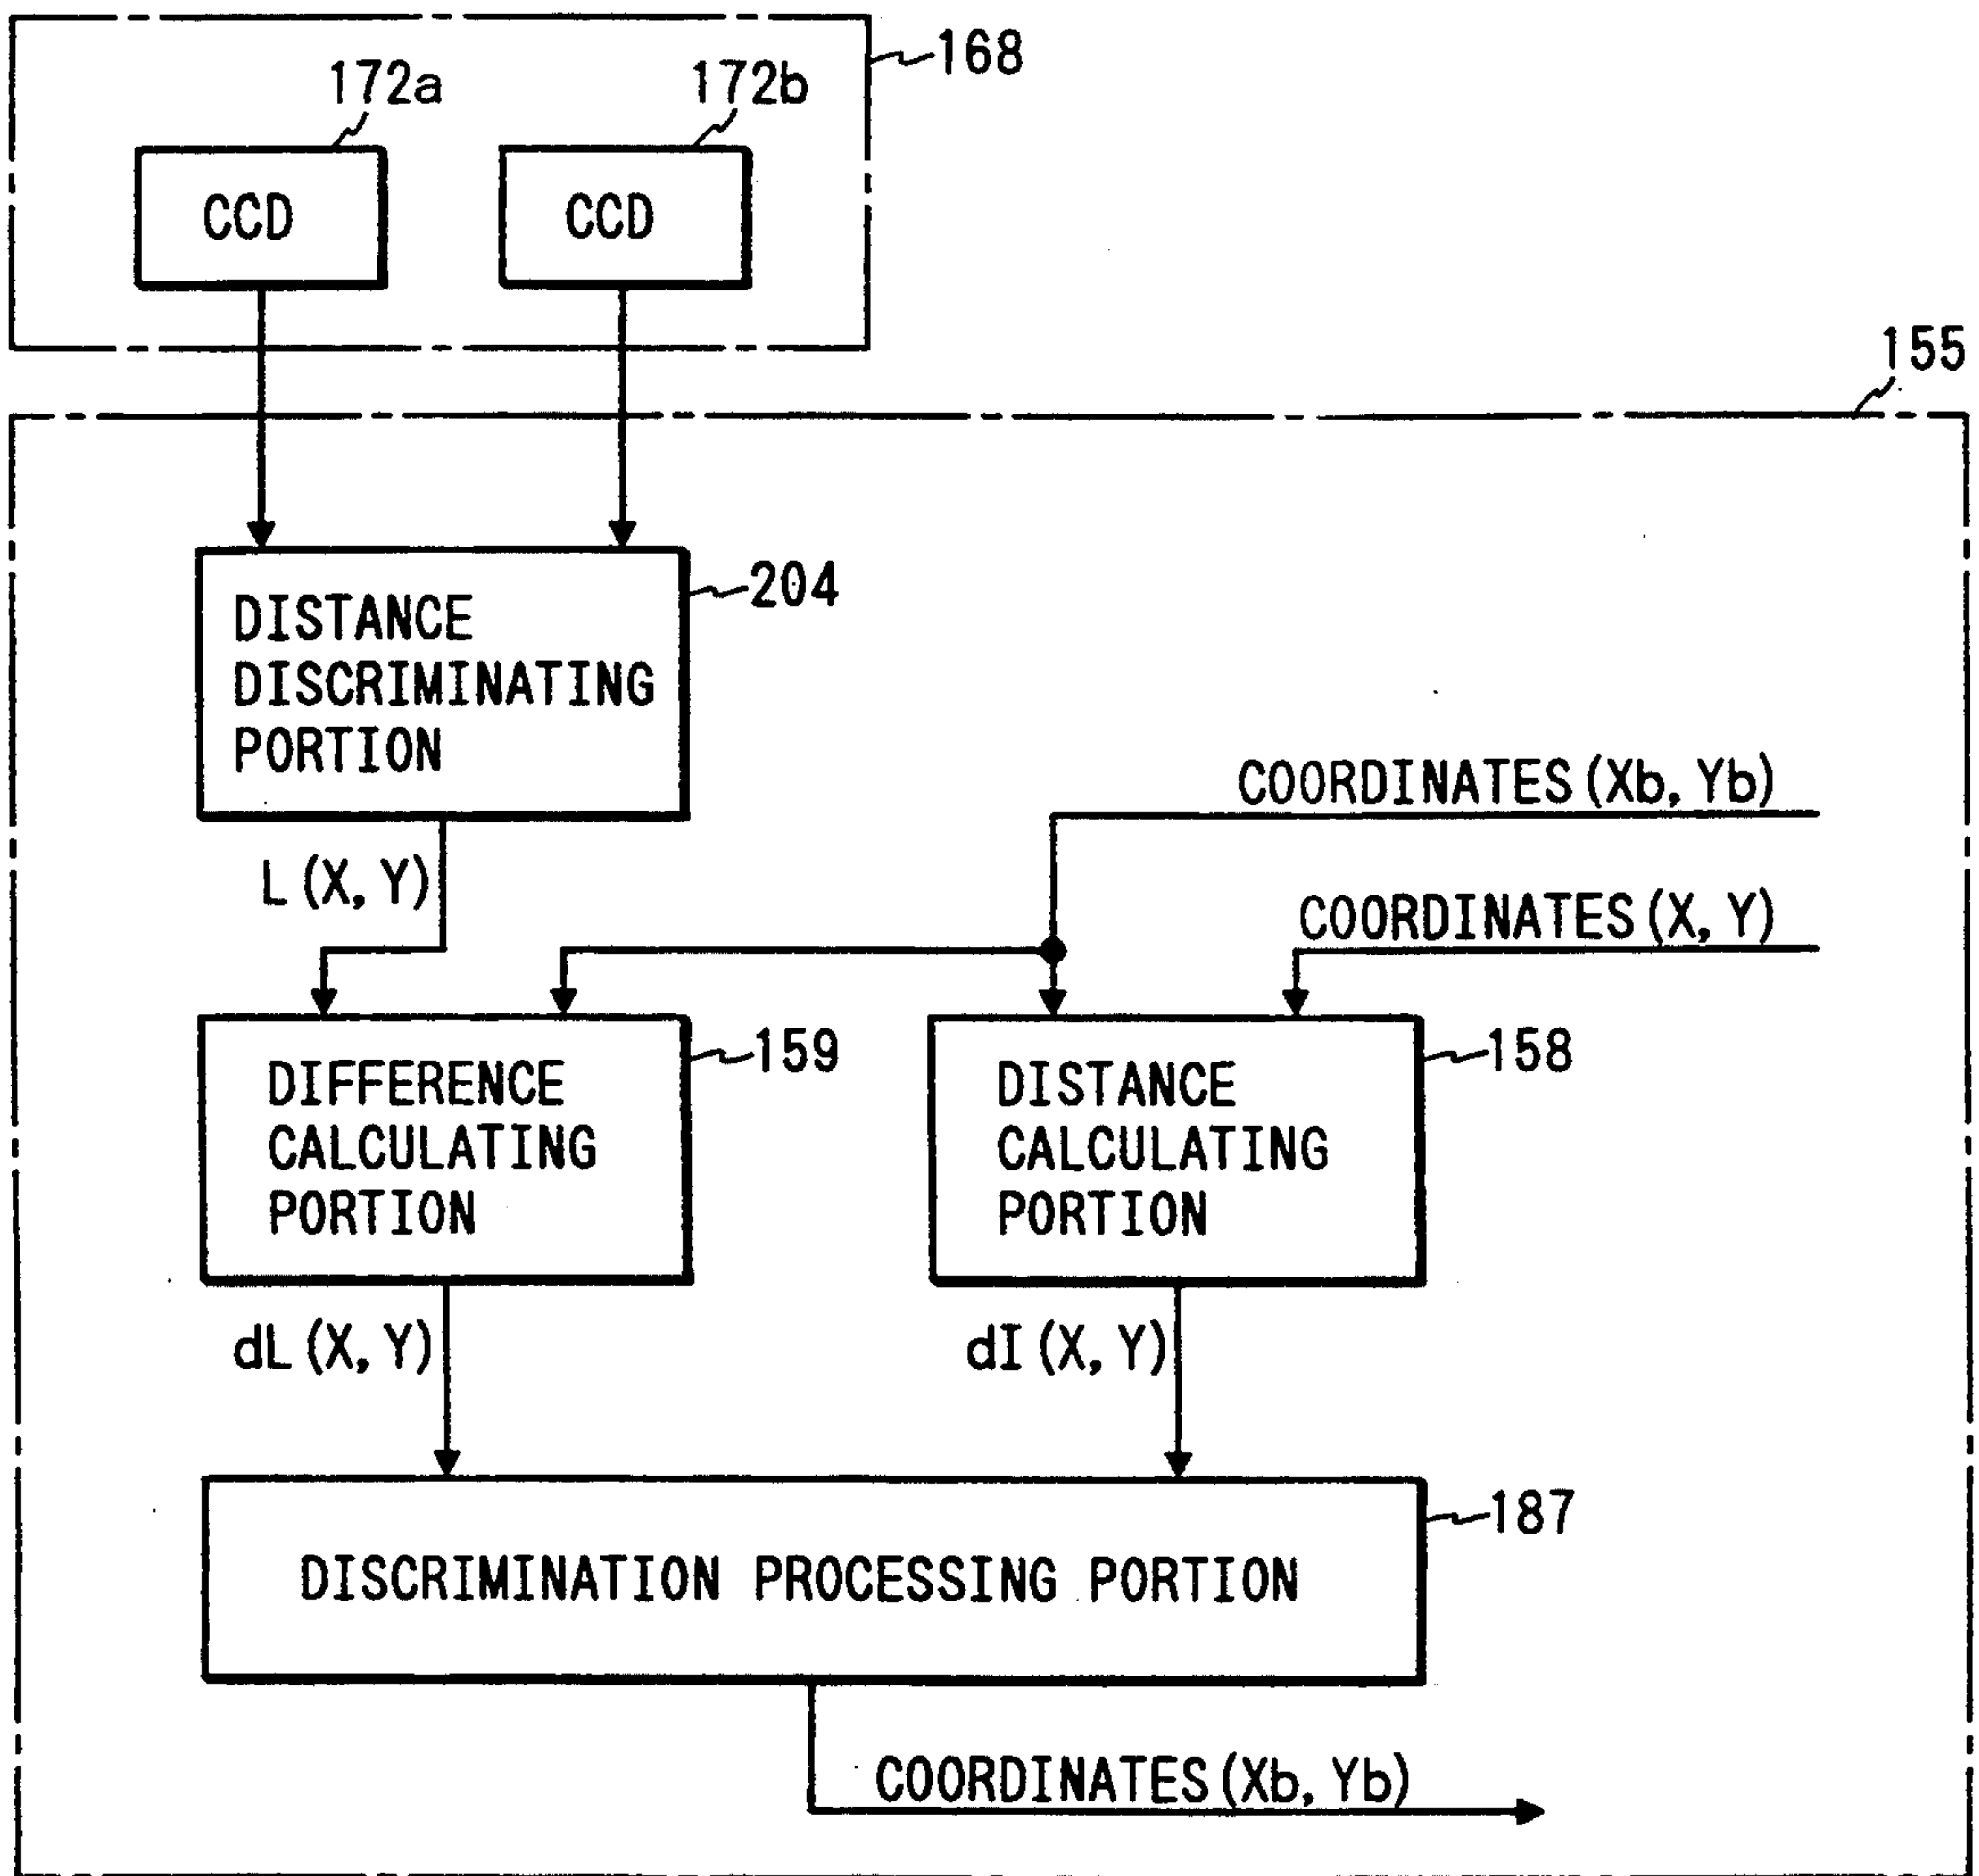 168
172a
172b
CCD
CCD
155
204
DISTANCE
DISCRIMINATING
PORTION
COORDINATES(Xb, Yb)
L(X, Y)
COORDINATES(X, Y)
159
158
DIFFERENCE
CALCULATING
PORTION
DISTANCE
CALCULATING
PORTION
dL(X, Y)
dI(X, Y)
187
DISCRIMINATION PROCESSING PORTION
COORDINATES(Xb, Yb)